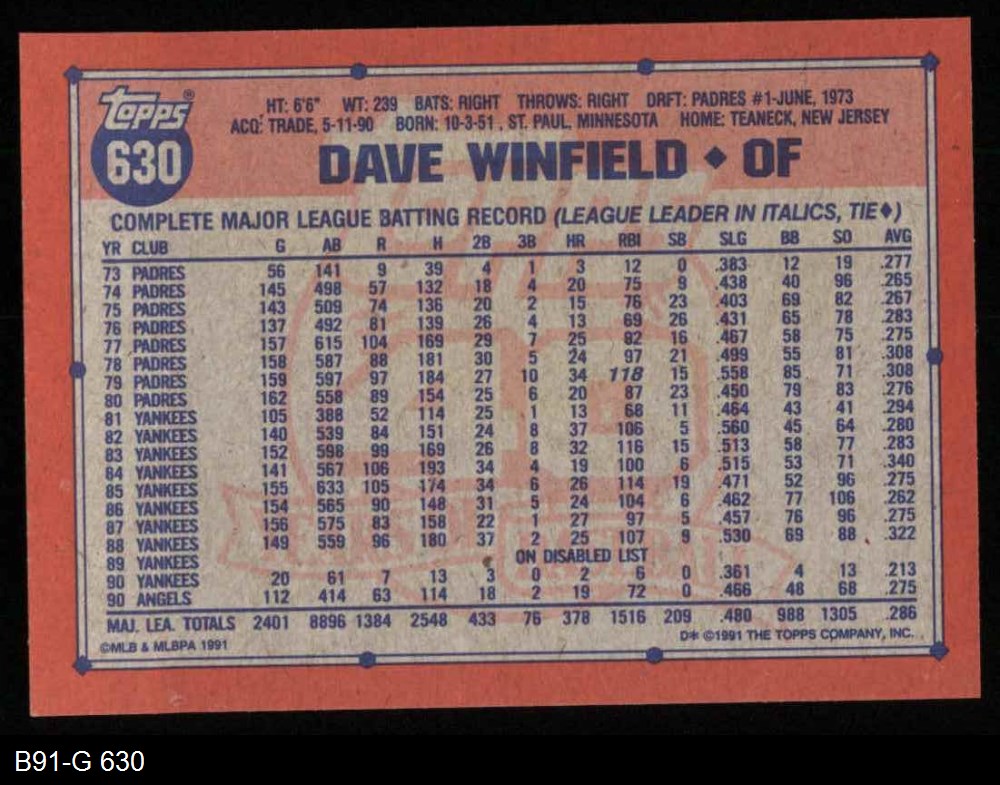 Topps®
630
HT: 6'6" WT: 239 BATS: RIGHT THROWS: RIGHT DRFT: PADRES #1-JUNE, 1973
ACQ: TRADE, 5-11-90 BORN: 10-3-51, ST. PAUL, MINNESOTA HOME: TEANECK, NEW JERSEY
DAVE WINFIELD ♦ OF
COMPLETE MAJOR LEAGUE BATTING RECORD (LEAGUE LEADER IN ITALICS, TIE♦)
YR CLUB G AB R H 2B 3B HR RBI SB SLG BB SO AVG
73 PADRES 56 141 9 39 4 1 3 12 0 .383 12 19 .277
74 PADRES 145 498 57 132 18 4 20 75 9 .438 40 96 .265
75 PADRES 143 509 74 136 20 2 15 76 23 .403 69 82 .267
76 PADRES 137 492 81 139 26 4 13 69 26 .431 65 78 .283
77 PADRES 157 615 104 169 29 7 25 92 16 .467 58 75 .275
78 PADRES 158 587 88 181 30 5 24 97 21 .499 55 81 .308
79 PADRES 159 597 97 184 27 10 34 118 15 .558 85 71 .308
80 PADRES 162 558 89 154 25 6 20 87 23 .450 79 83 .276
81 YANKEES 105 388 52 114 25 1 13 68 11 .464 43 41 .294
82 YANKEES 140 539 84 151 24 8 37 106 5 .560 45 64 .280
83 YANKEES 152 598 99 169 26 8 32 116 15 .513 58 77 .283
84 YANKEES 141 567 106 193 34 4 19 100 6 .515 53 71 .340
85 YANKEES 155 633 105 174 34 6 26 114 19 .471 52 96 .275
86 YANKEES 154 565 90 148 31 5 24 104 6 .462 77 106 .262
87 YANKEES 156 575 83 158 22 1 27 97 5 .457 76 96 .275
88 YANKEES 149 559 96 180 37 2 25 107 9 .530 69 88 .322
89 YANKEES ON DISABLED LIST
90 YANKEES 20 61 7 13 3 0 2 6 0 .361 4 13 .213
90 ANGELS 112 414 63 114 18 2 19 72 0 .466 48 68 .275
MAJ. LEA. TOTALS 2401 8896 1384 2548 433 76 378 1516 209 .480 988 1305 .286
©MLB & MLBPA 1991 D* ©1991 THE TOPPS COMPANY, INC.
B91-G 630